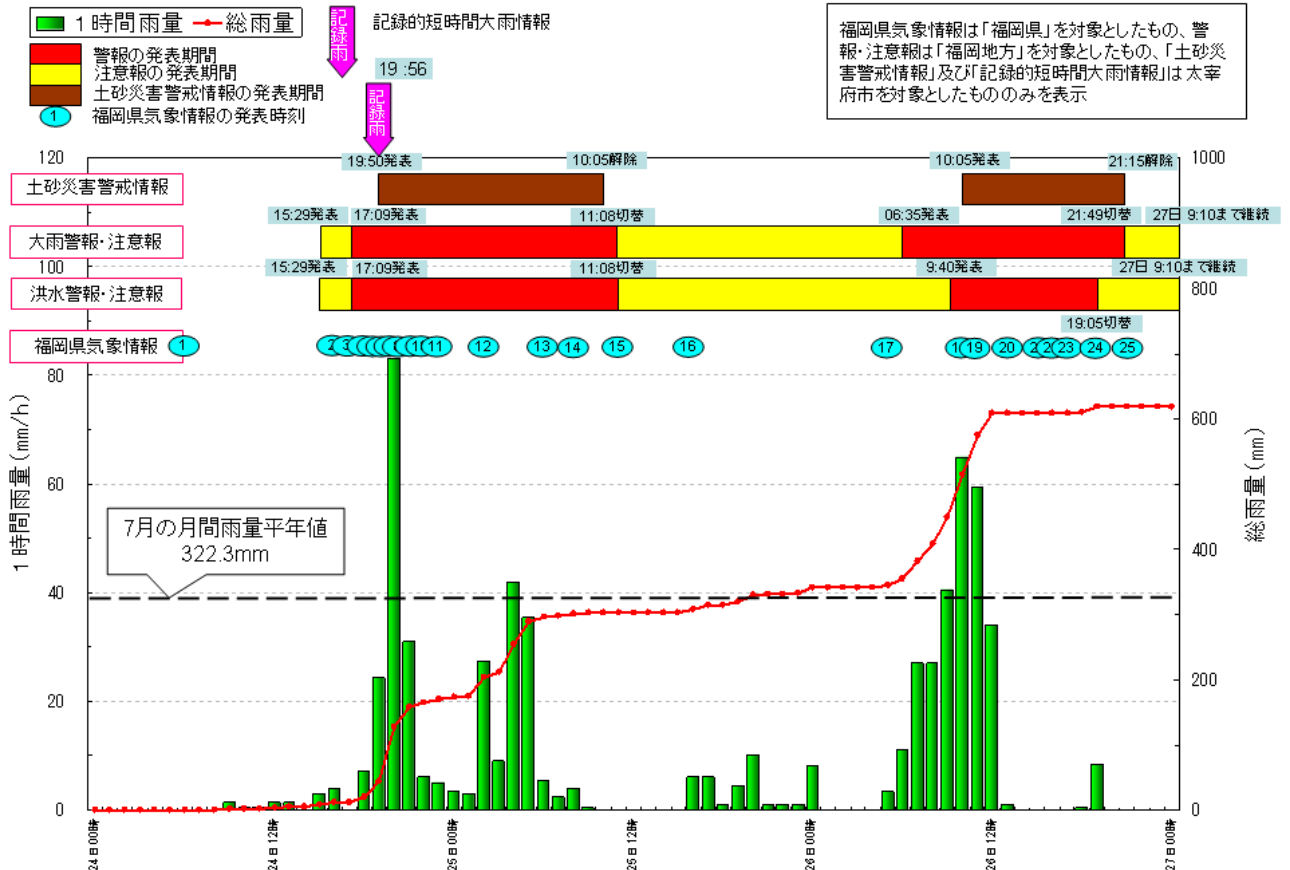 1時間雨量 総雨量
警報の発表期間
注意報の発表期間
土砂災害警戒情報の発表期間
1 福岡県気象情報の発表時刻
記録雨
記録的短時間大雨情報
19:56
記録雨
福岡県気象情報は「福岡県」を対象としたもの、警
報・注意報は「福岡地方」を対象としたもの、「土砂災
害警戒情報」及び「記録的短時間大雨情報」は太宰
府市を対象としたもののみを表示
120
100
80
60
40
20
0
1時間雨量(mm/h)
1000
800
600
400
200
0
総雨量(mm)
19:50発表 10:05解除 10:05発表 21:15解除
土砂災害警戒情報
15:29発表 17:09発表 11:08切替 06:35発表 21:49切替 27日 9:10まで継続
大雨警報・注意報
15:29発表 17:09発表 11:08切替 9:40発表 27日 9:10まで継続
洪水警報・注意報
19:05切替
福岡県気象情報 1 2 3 11 12 13 14 15 16 17 19 20 23 24 25
7月の月間雨量平年値
322.3mm
24日00時 24日12時 25日00時 25日12時 26日00時 26日12時 27日00時